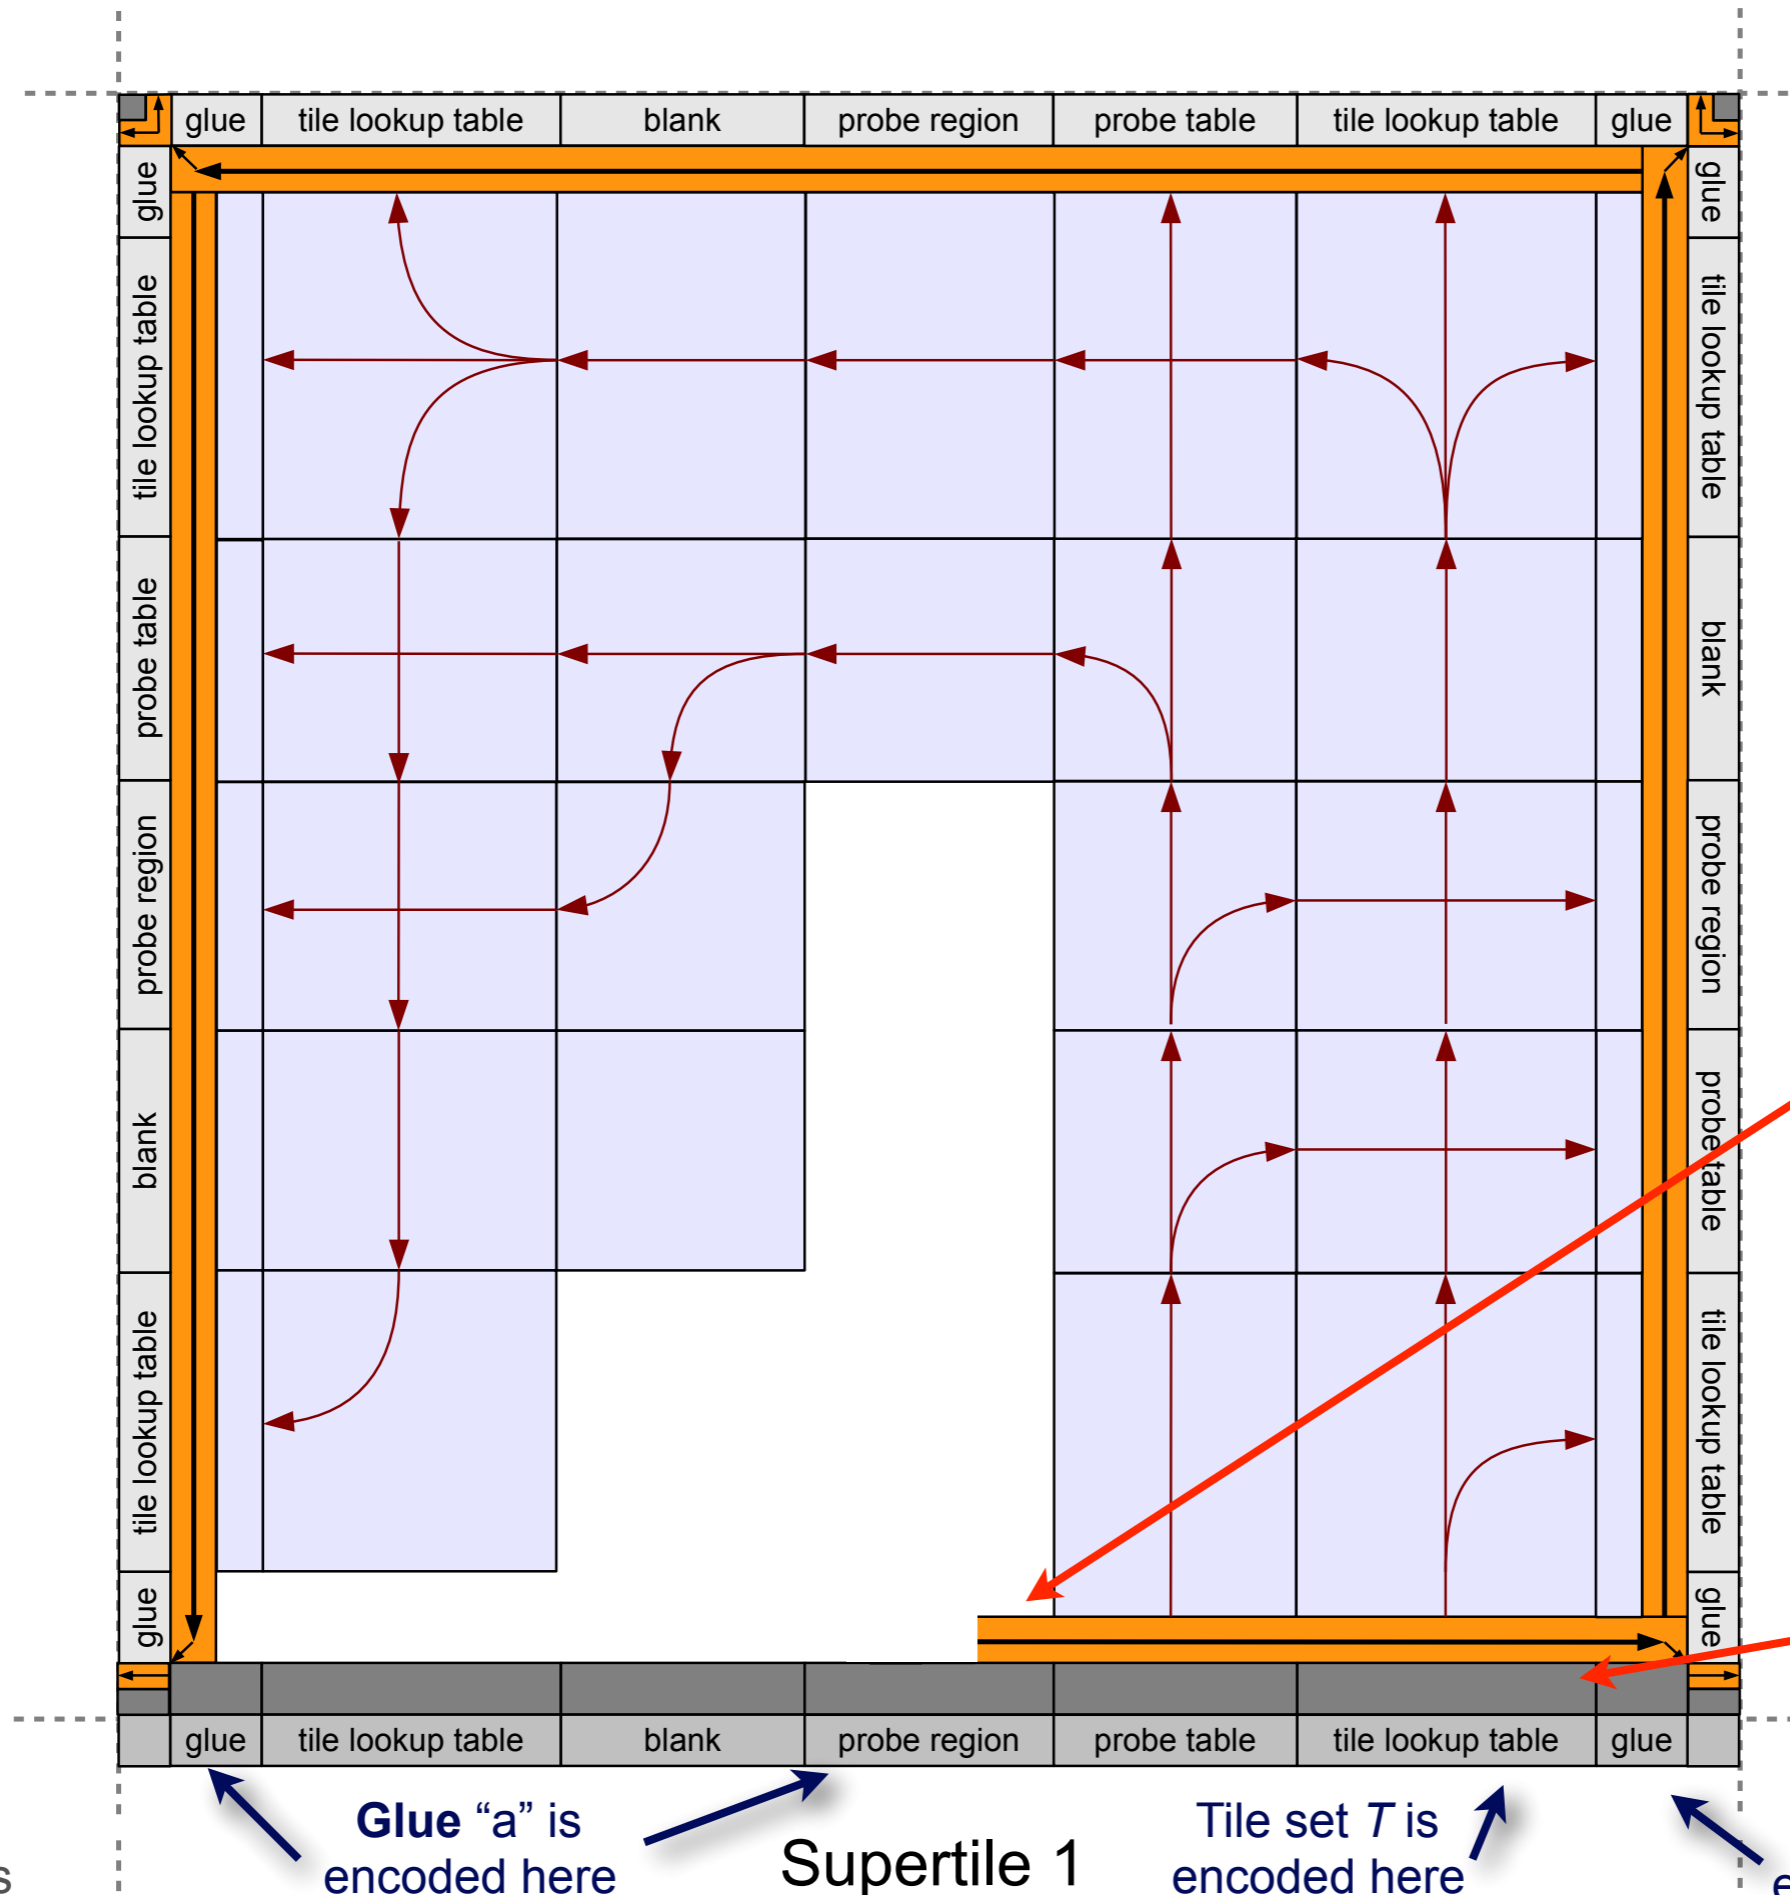 glue tile lookup table blank probe region probe table tile lookup table glue
glue
tile lookup table
probe table
probe region
blank
tile lookup table
glue
glue
tile lookup table
blank
probe region
probe table
tile lookup table
glue
glue tile lookup table blank probe region probe table tile lookup table glue
Glue “a” is
encoded here
Supertile 1
Tile set T is
encoded here
s
e